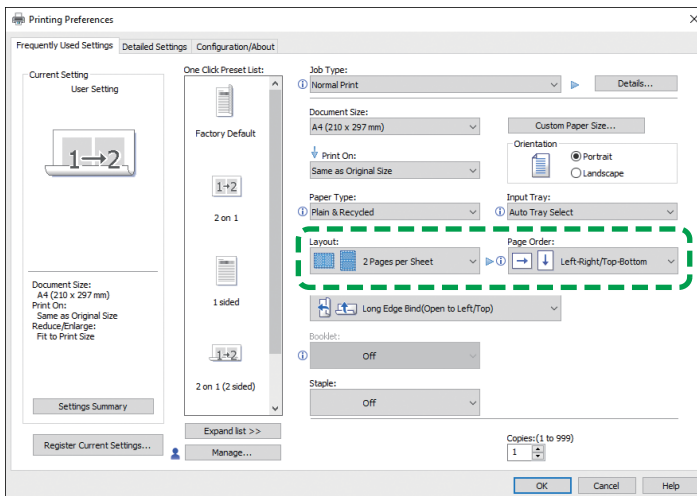 Printing Preferences
Frequently Used Settings
Detailed Settings
Configuration/About
Current Setting
User Setting
1→2
Document Size:
A4 (210 x 297 mm)
Print On:
Same as Original Size
Reduce/Enlarge:
Fit to Print Size
Settings Summary
Register Current Settings...
One Click Preset List:
Factory Default
1→2
2 on 1
1 sided
1→2
2 on 1 (2 sided)
Expand list >>
Manage...
Job Type:
Normal Print
Details...
Document Size:
A4 (210 x 297 mm)
Custom Paper Size...
Print On:
Same as Original Size
Orientation
Portrait
Landscape
Paper Type:
Plain & Recycled
Input Tray:
Auto Tray Select
Layout:
2 Pages per Sheet
Page Order:
Left-Right/Top-Bottom
Long Edge Bind(Open to Left/Top)
Booklet:
Off
Staple:
Off
Copies:(1 to 999)
1
OK
Cancel
Help